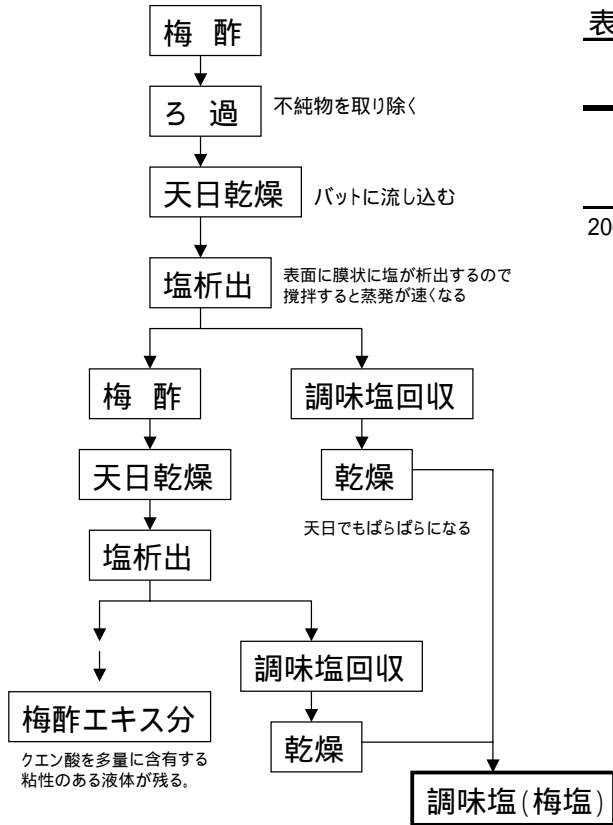 梅 酢
表
ろ 過
不純物を取り除く
天日乾燥
バットに流し込む
20
塩析出
表面に膜状に塩が析出するので
撹拌すると蒸発が速くなる
梅 酢
調味塩回収
天日乾燥
乾燥
天日でもぱらぱらになる
塩析出
調味塩回収
梅酢エキス分
クエン酸を多量に含有する
粘性のある液体が残る。
乾燥
調味塩(梅塩)